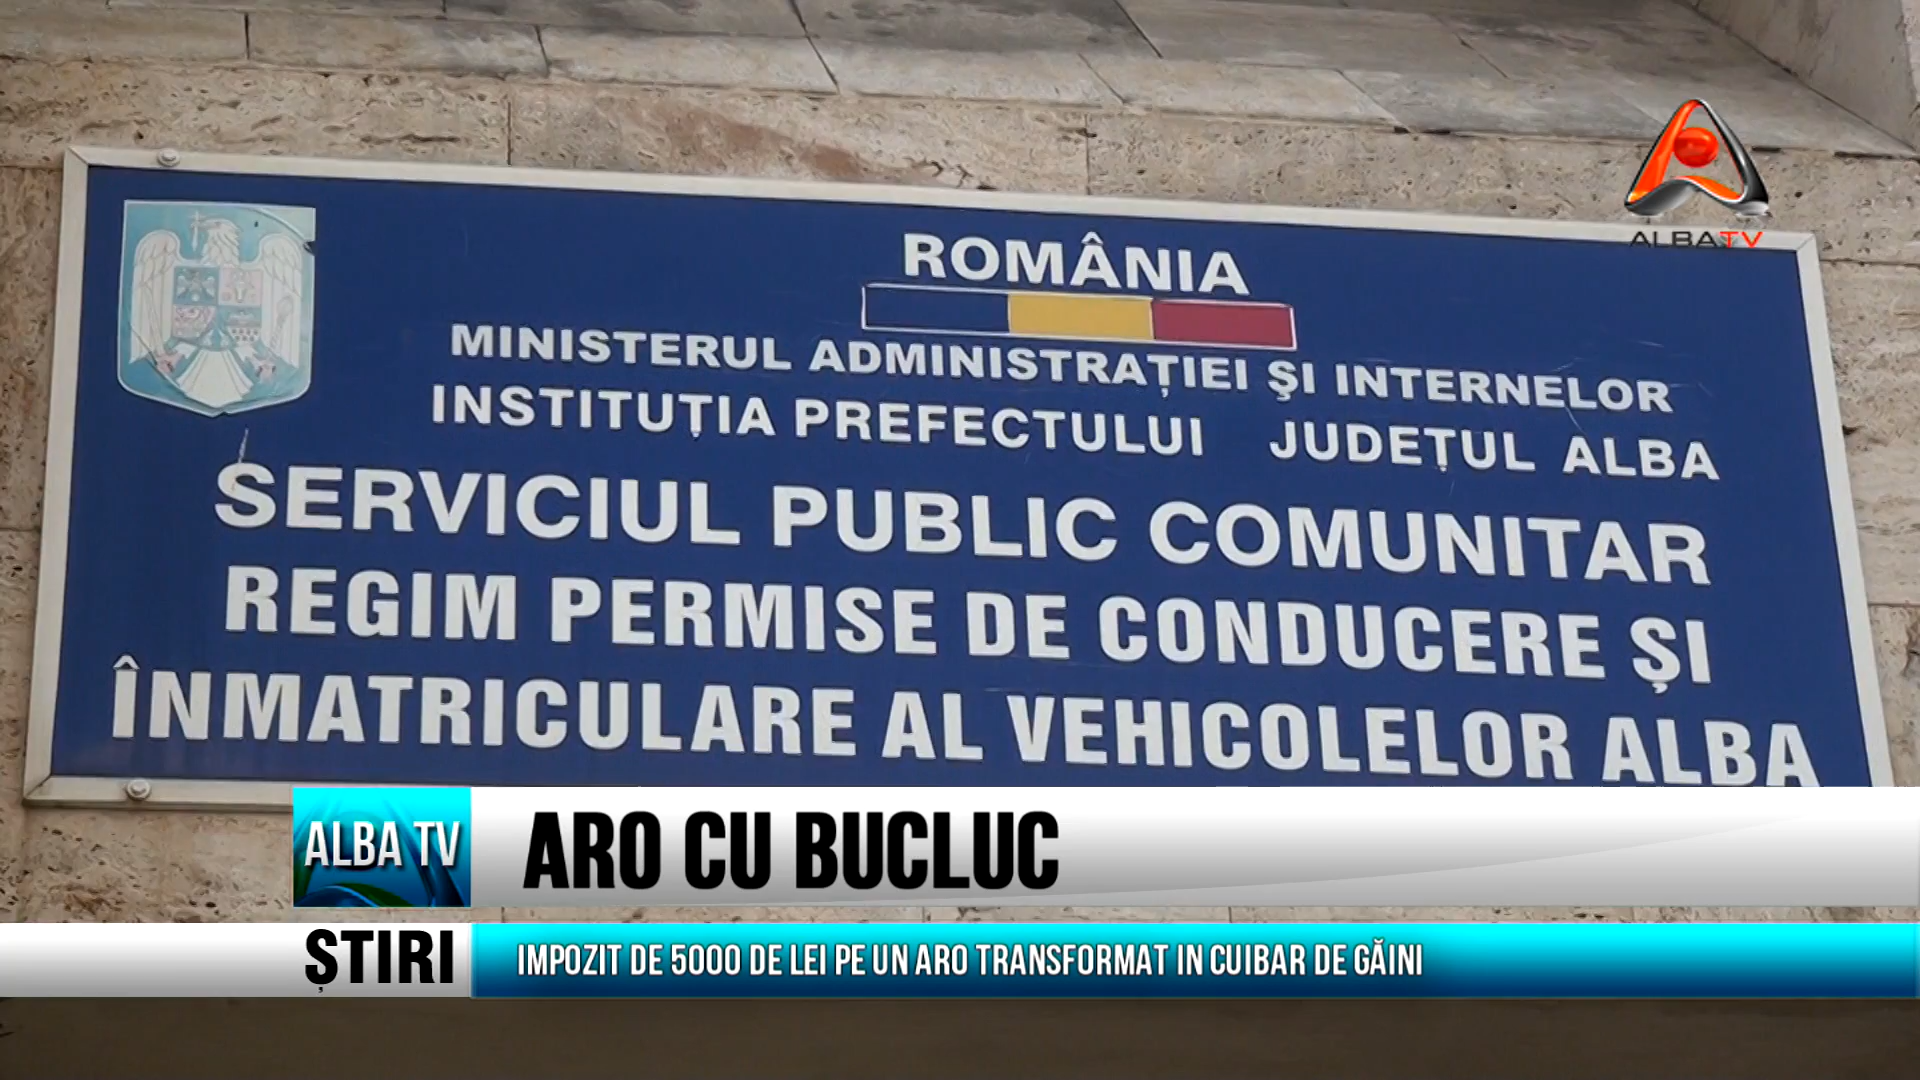 ALBATV
ROMÂNIA
MINISTERUL ADMINISTRAȚIEI ŞI INTERNELOR
INSTITUȚIA PREFECTULUI JUDEȚUL ALBA
SERVICIUL PUBLIC COMUNITAR
REGIM PERMISE DE CONDUCERE ȘI
ÎNMATRICULARE AL VEHICOLELOR ALBA
ALBA TV
ARO CU BUCLUC
ȘTIRI
IMPOZIT DE 5000 DE LEI PE UN ARO TRANSFORMAT IN CUIBAR DE GĂINI